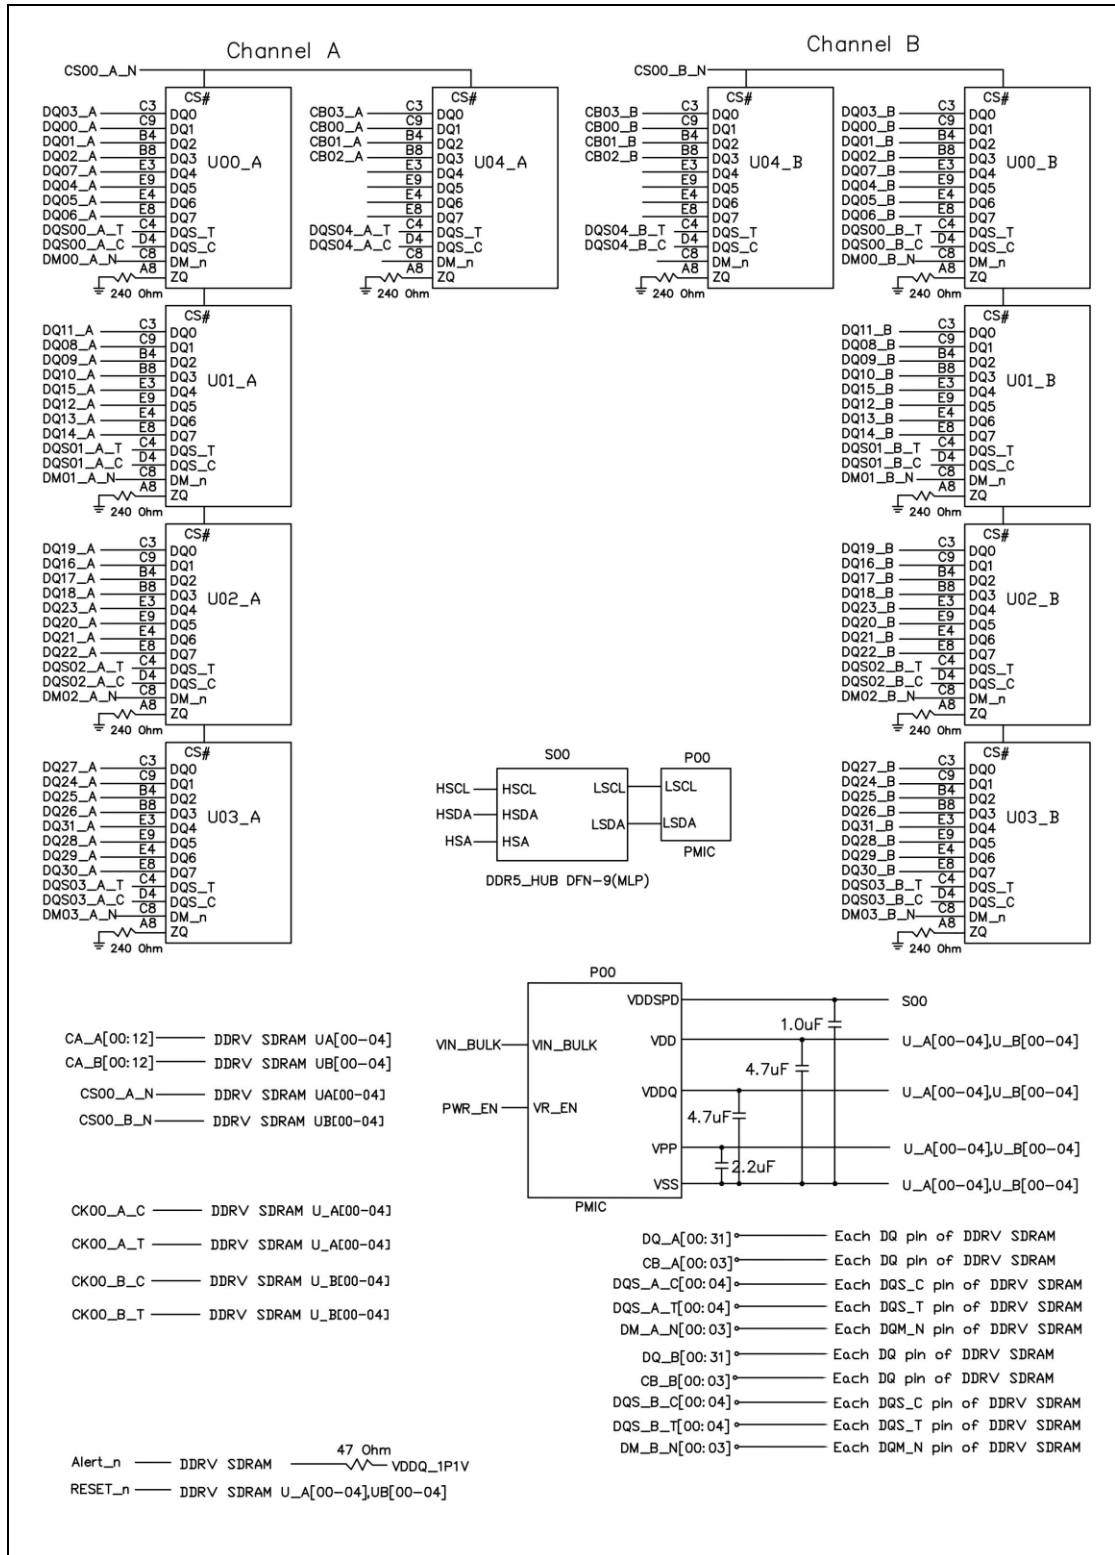 Channel A
Channel B
CS00_A_N
CS00_B_N
CS#
DQ03_A C3 DQ0
DQ00_A C9 DQ1
DQ01_A B4 DQ2
DQ02_A B8 DQ3
DQ07_A E3 DQ4
DQ04_A E9 DQ5
DQ05_A E4 DQ6
DQ06_A E8 DQ7
DQS00_A_T C4 DQS_T
DQS00_A_C D4 DQS_C
DM00_A_N C8 DM_n
A8 ZQ
240 Ohm
U00_A
CB03_A C3 DQ0
CB00_A C9 DQ1
CB01_A B4 DQ2
CB02_A B8 DQ3
E3 DQ4
E9 DQ5
E4 DQ6
E8 DQ7
DQS04_A_T C4 DQS_T
DQS04_A_C D4 DQS_C
C8 DM_n
A8 ZQ
240 Ohm
U04_A
CB03_B C3 DQ0
CB00_B C9 DQ1
CB01_B B4 DQ2
CB02_B B8 DQ3
E3 DQ4
E9 DQ5
E4 DQ6
E8 DQ7
DQS04_B_T C4 DQS_T
DQS04_B_C D4 DQS_C
C8 DM_n
A8 ZQ
240 Ohm
U04_B
CS#
DQ03_B C3 DQ0
DQ00_B C9 DQ1
DQ01_B B4 DQ2
DQ02_B B8 DQ3
DQ07_B E3 DQ4
DQ04_B E9 DQ5
DQ05_B E4 DQ6
DQ06_B E8 DQ7
DQS00_B_T C4 DQS_T
DQS00_B_C D4 DQS_C
DM00_B_N C8 DM_n
A8 ZQ
240 Ohm
U00_B
CS#
DQ11_A C3 DQ0
DQ08_A C9 DQ1
DQ09_A B4 DQ2
DQ10_A B8 DQ3
DQ15_A E3 DQ4
DQ12_A E9 DQ5
DQ13_A E4 DQ6
DQ14_A E8 DQ7
DQS01_A_T C4 DQS_T
DQS01_A_C D4 DQS_C
DM01_A_N C8 DM_n
A8 ZQ
240 Ohm
U01_A
CS#
DQ11_B C3 DQ0
DQ08_B C9 DQ1
DQ09_B B4 DQ2
DQ10_B B8 DQ3
DQ15_B E3 DQ4
DQ12_B E9 DQ5
DQ13_B E4 DQ6
DQ14_B E8 DQ7
DQS01_B_T C4 DQS_T
DQS01_B_C D4 DQS_C
DM01_B_N C8 DM_n
A8 ZQ
240 Ohm
U01_B
CS#
DQ19_A C3 DQ0
DQ16_A C9 DQ1
DQ17_A B4 DQ2
DQ18_A B8 DQ3
DQ23_A E3 DQ4
DQ20_A E9 DQ5
DQ21_A E4 DQ6
DQ22_A E8 DQ7
DQS02_A_T C4 DQS_T
DQS02_A_C D4 DQS_C
DM02_A_N C8 DM_n
A8 ZQ
240 Ohm
U02_A
CS#
DQ19_B C3 DQ0
DQ16_B C9 DQ1
DQ17_B B4 DQ2
DQ18_B B8 DQ3
DQ23_B E3 DQ4
DQ20_B E9 DQ5
DQ21_B E4 DQ6
DQ22_B E8 DQ7
DQS02_B_T C4 DQS_T
DQS02_B_C D4 DQS_C
DM02_B_N C8 DM_n
A8 ZQ
240 Ohm
U02_B
CS#
DQ27_A C3 DQ0
DQ24_A C9 DQ1
DQ25_A B4 DQ2
DQ26_A B8 DQ3
DQ31_A E3 DQ4
DQ28_A E9 DQ5
DQ29_A E4 DQ6
DQ30_A E8 DQ7
DQS03_A_T C4 DQS_T
DQS03_A_C D4 DQS_C
DM03_A_N C8 DM_n
A8 ZQ
240 Ohm
U03_A
S00 P00
HSCL HSCL LSCL LSCL
HSDA HSDA LSDA LSDA
HSA HSA
PMIC
DDR5_HUB DFN-9(MLP)
CS#
DQ27_B C3 DQ0
DQ24_B C9 DQ1
DQ25_B B4 DQ2
DQ26_B B8 DQ3
DQ31_B E3 DQ4
DQ28_B E9 DQ5
DQ29_B E4 DQ6
DQ30_B E8 DQ7
DQS03_B_T C4 DQS_T
DQS03_B_C D4 DQS_C
DM03_B_N C8 DM_n
A8 ZQ
240 Ohm
U03_B
CA_A[00:12] DDRV SDRAM UA[00-04]
CA_B[00:12] DDRV SDRAM UB[00-04]
CS00_A_N DDRV SDRAM UA[00-04]
CS00_B_N DDRV SDRAM UB[00-04]
CK00_A_C DDRV SDRAM U_A[00-04]
CK00_A_T DDRV SDRAM U_A[00-04]
CK00_B_C DDRV SDRAM U_B[00-04]
CK00_B_T DDRV SDRAM U_B[00-04]
P00
VDDSPD S00
1.0uF
VIN_BULK VIN_BULK VDD U_A[00-04],U_B[00-04]
4.7uF
VDDQ U_A[00-04],U_B[00-04]
PWR_EN VR_EN
4.7uF
VPP U_A[00-04],U_B[00-04]
2.2uF
VSS U_A[00-04],U_B[00-04]
PMIC
DQ_A[00:31] Each DQ pin of DDRV SDRAM
CB_A[00:03] Each DQ pin of DDRV SDRAM
DQS_A_C[00:04] Each DQS_C pin of DDRV SDRAM
DQS_A_T[00:04] Each DQS_T pin of DDRV SDRAM
DM_A_N[00:03] Each DQM_N pin of DDRV SDRAM
DQ_B[00:31] Each DQ pin of DDRV SDRAM
CB_B[00:03] Each DQ pin of DDRV SDRAM
DQS_B_C[00:04] Each DQS_C pin of DDRV SDRAM
DQS_B_T[00:04] Each DQS_T pin of DDRV SDRAM
DM_B_N[00:03] Each DQM_N pin of DDRV SDRAM
47 Ohm
Alert_n DDRV SDRAM VDDQ_1P1V
RESET_n DDRV SDRAM U_A[00-04],UB[00-04]